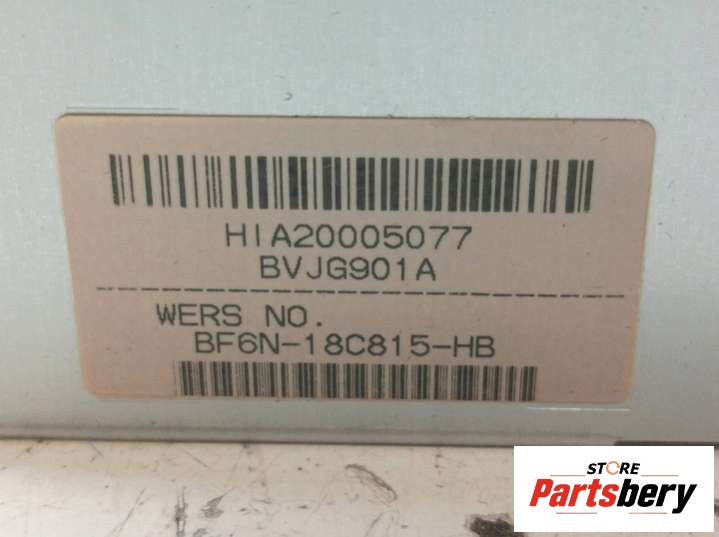 HIA20005077
BVJG901A
WERS NO.
BF6N-18C815-HB
STORE
Partsbery